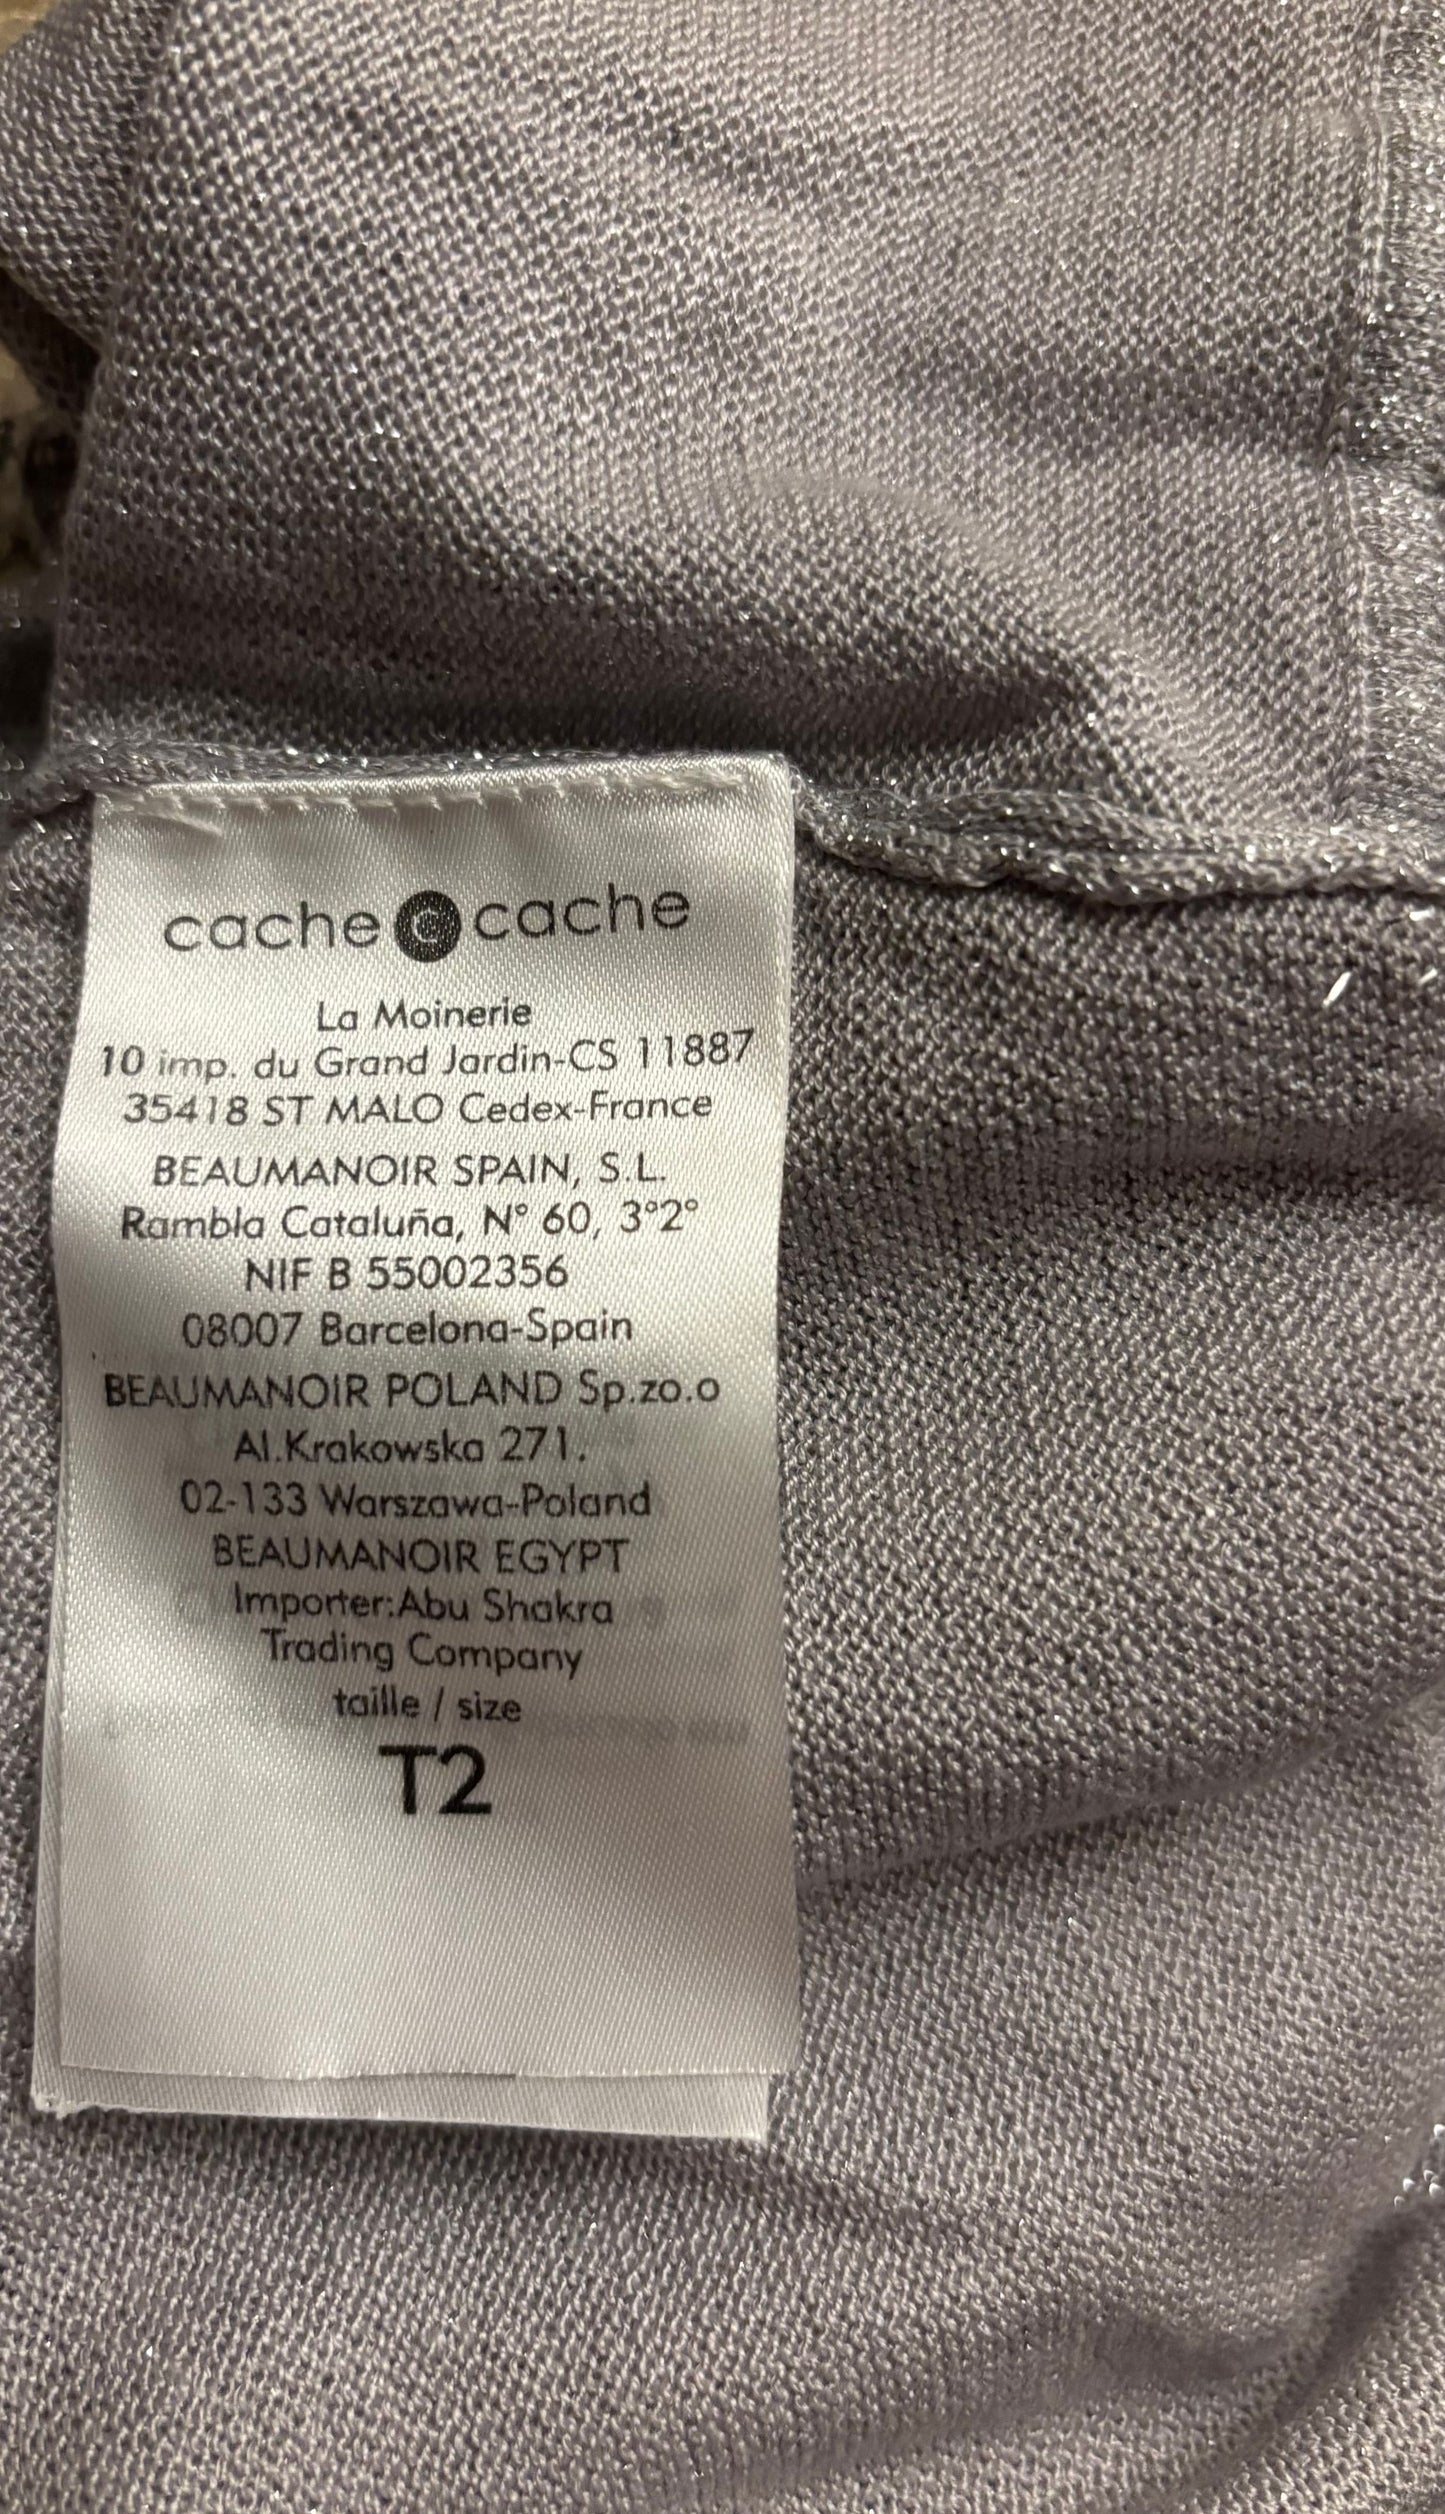 cache c cache
La Moinerie
10 imp. du Grand Jardin-CS 11887
35418 ST MALO Cedex-France
BEAUMANOIR SPAIN, S.L.
Rambla Cataluña, N° 60, 3°2°
NIF B 55002356
08007 Barcelona-Spain
BEAUMANOIR POLAND Sp.zo.o
Al.Krakowska 271.
02-133 Warszawa-Poland
BEAUMANOIR EGYPT
Importer:Abu Shakra
Trading Company
taille / size
T2